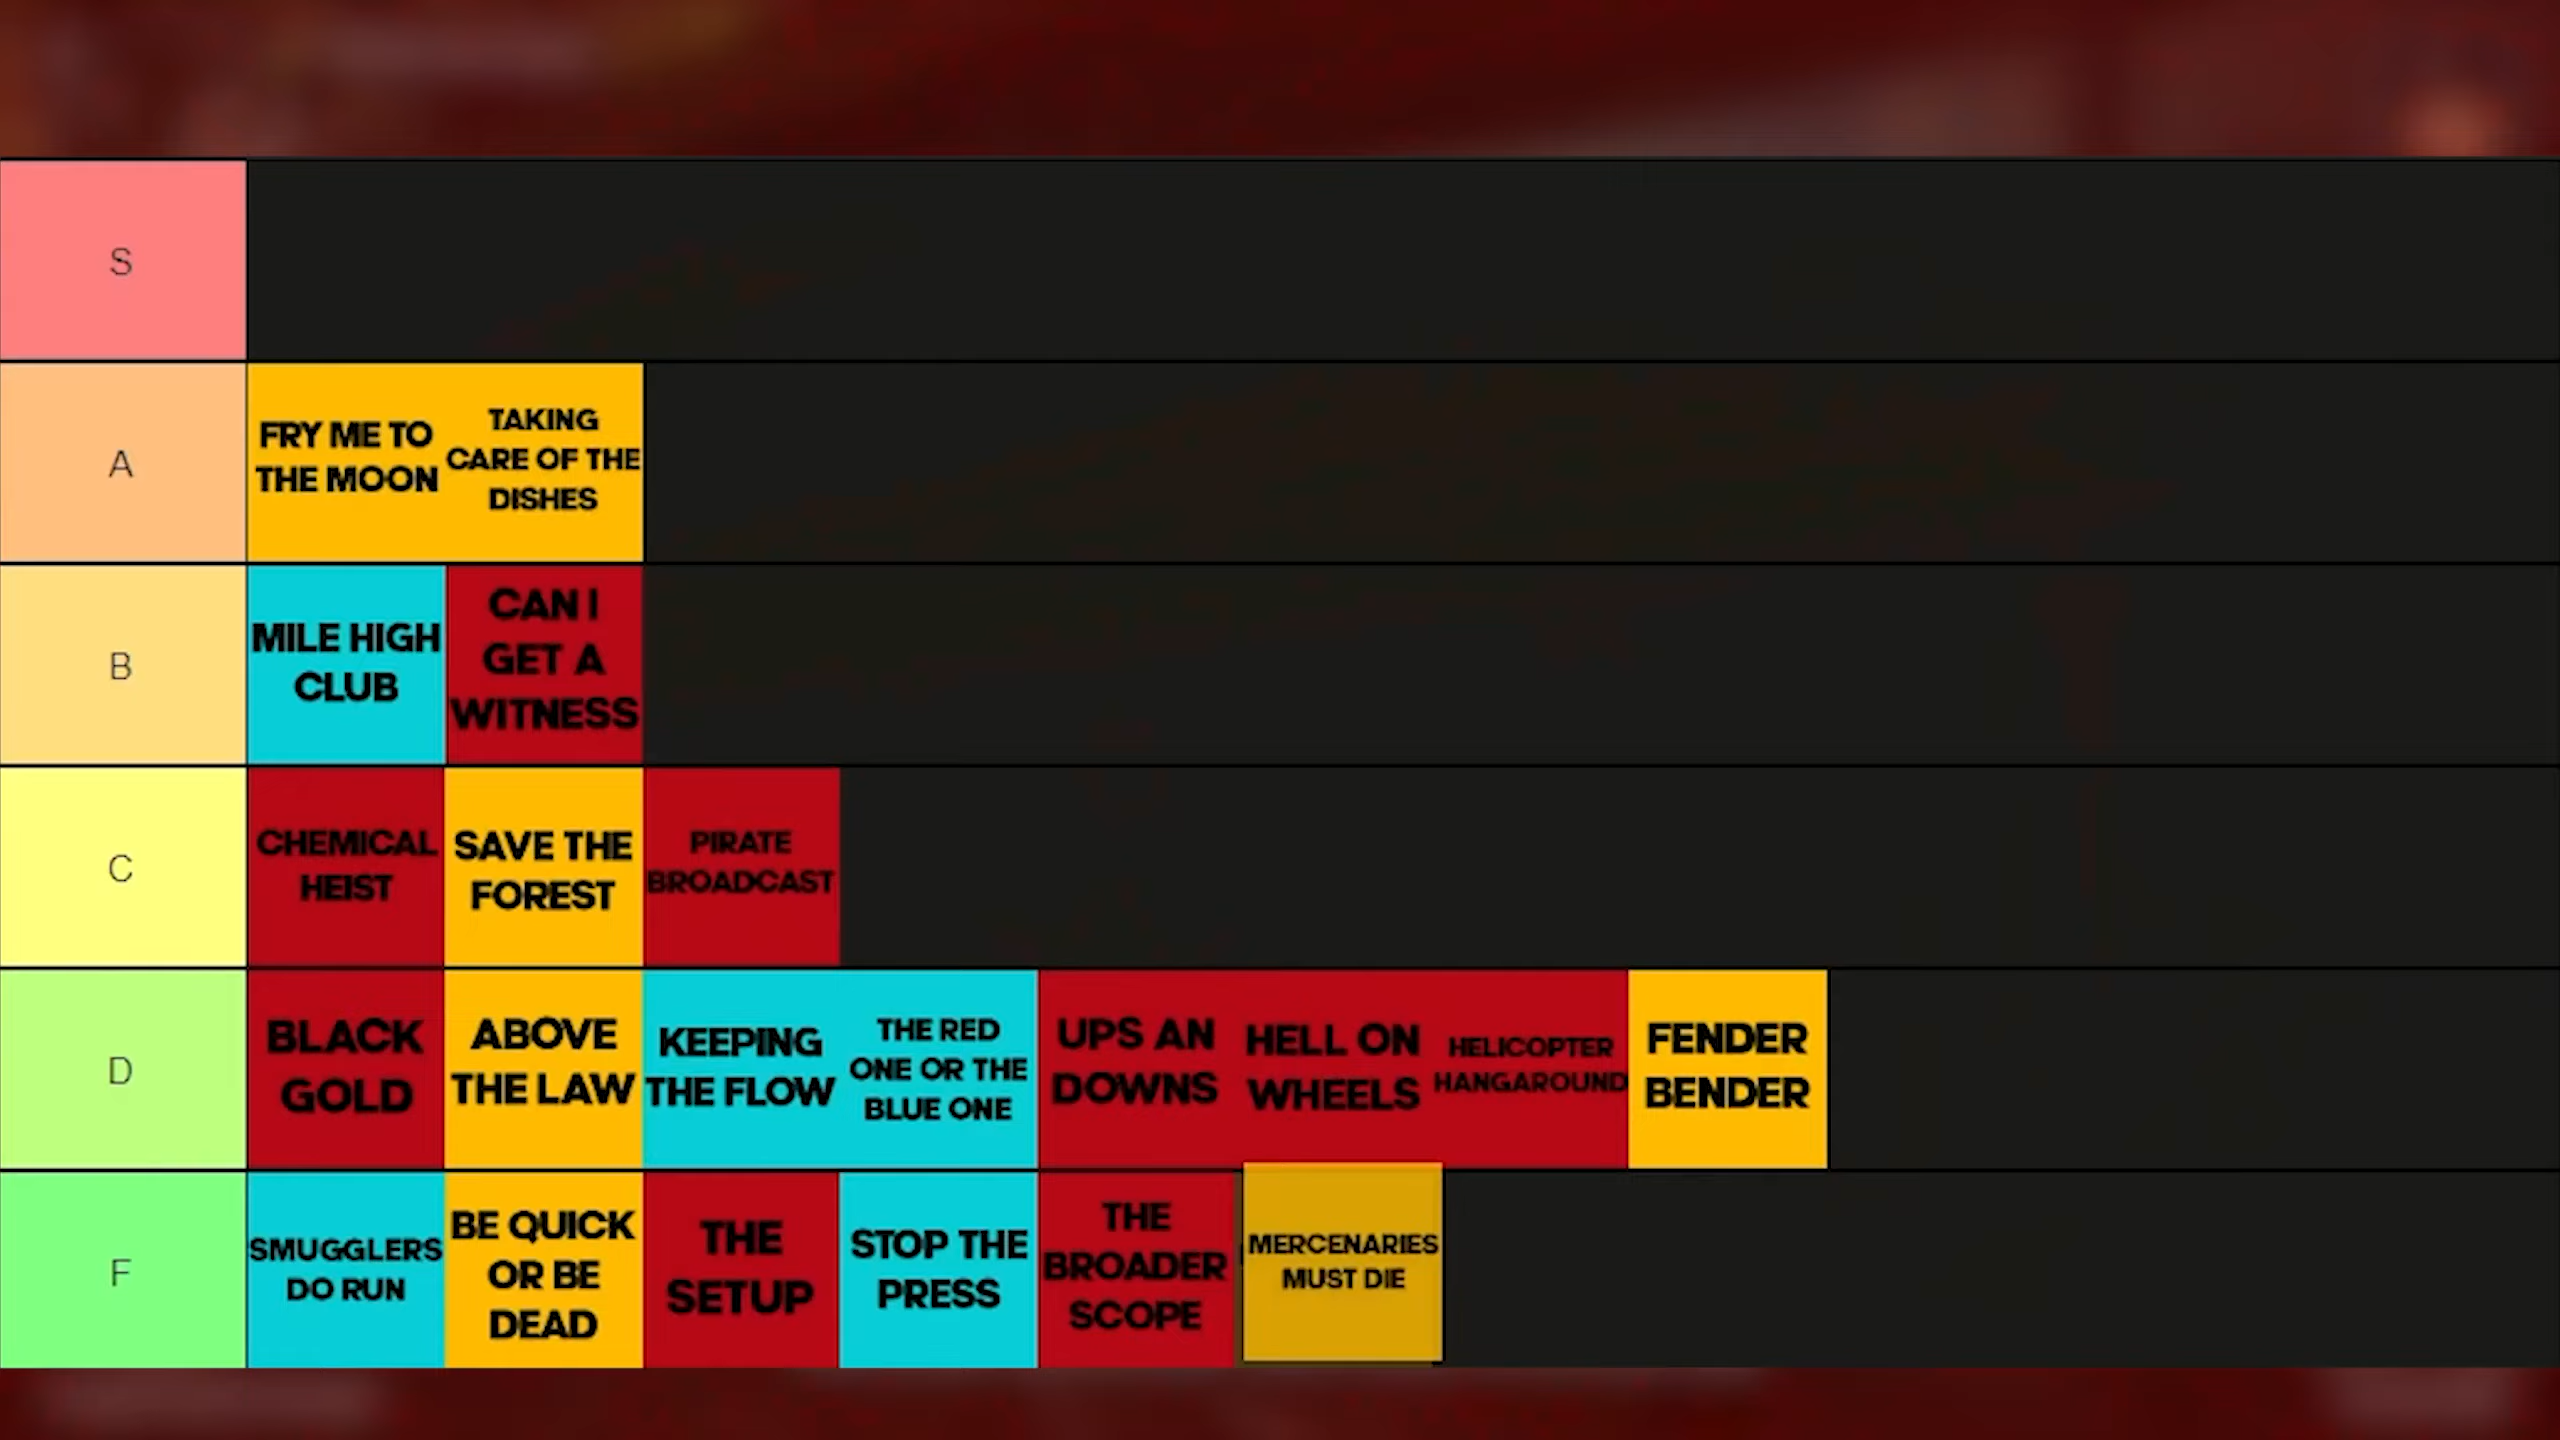 S
A
FRY ME TO
THE MOON
TAKING
CARE OF THE
DISHES
B
MILE HIGH
CLUB
CAN I
GET A
WITNESS
C
CHEMICAL
HEIST
SAVE THE
FOREST
PIRATE
BROADCAST
D
BLACK
GOLD
ABOVE
THE LAW
KEEPING
THE FLOW
THE RED
ONE OR THE
BLUE ONE
UPS AN
DOWNS
HELL ON
WHEELS
HELICOPTER
HANGAROUND
FENDER
BENDER
F
SMUGGLERS
DO RUN
BE QUICK
OR BE
DEAD
THE
SETUP
STOP THE
PRESS
THE
BROADER
SCOPE
MERCENARIES
MUST DIE